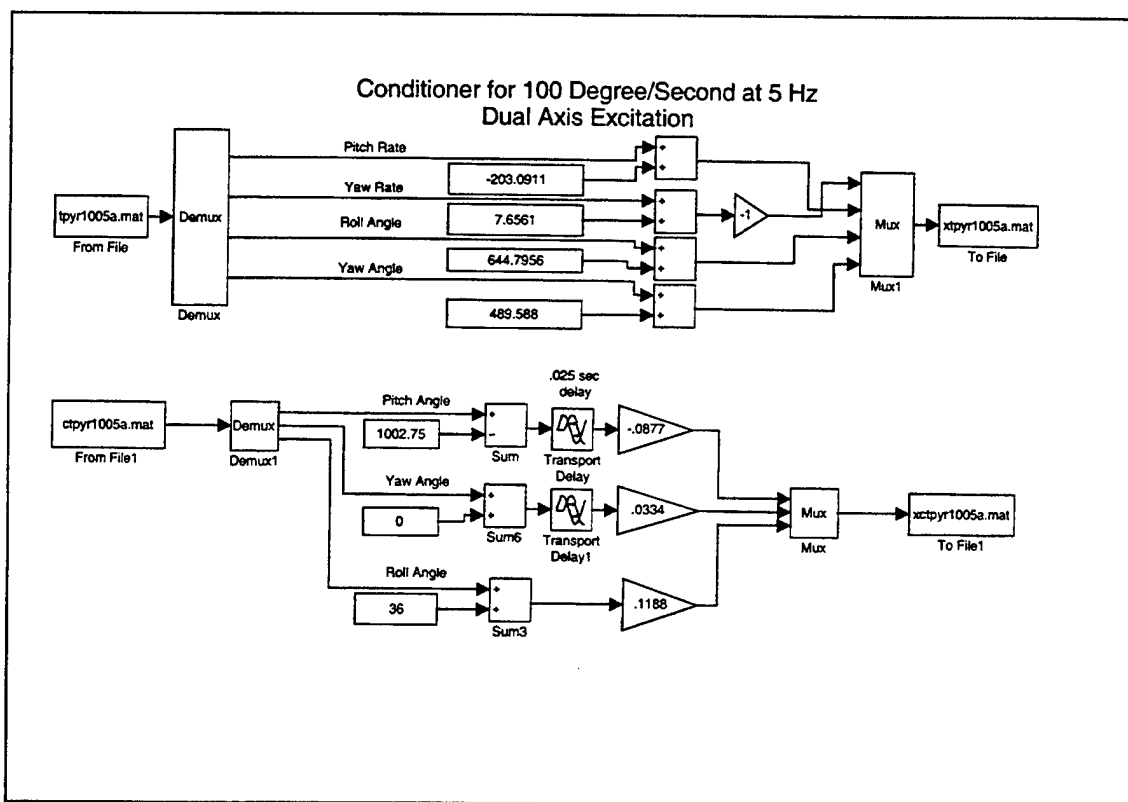 Conditioner for 100 Degree/Second at 5 Hz
Dual Axis Excitation
Pitch Rate
-203.0911
Yaw Rate
7.6561
-1
Roll Angle
644.7956
Yaw Angle
489.588
tpyr1005a.mat
From File
Demux
Demux
Mux
Mux1
xtpyr1005a.mat
To File
.025 sec
delay
ctpyr1005a.mat
From File1
Demux
Demux1
Pitch Angle
1002.75
Sum
Transport
Delay
-.0877
Yaw Angle
0
Sum6
Transport
Delay1
.0334
Roll Angle
36
Sum3
.1188
Mux
Mux
xctpyr1005a.mat
To File1